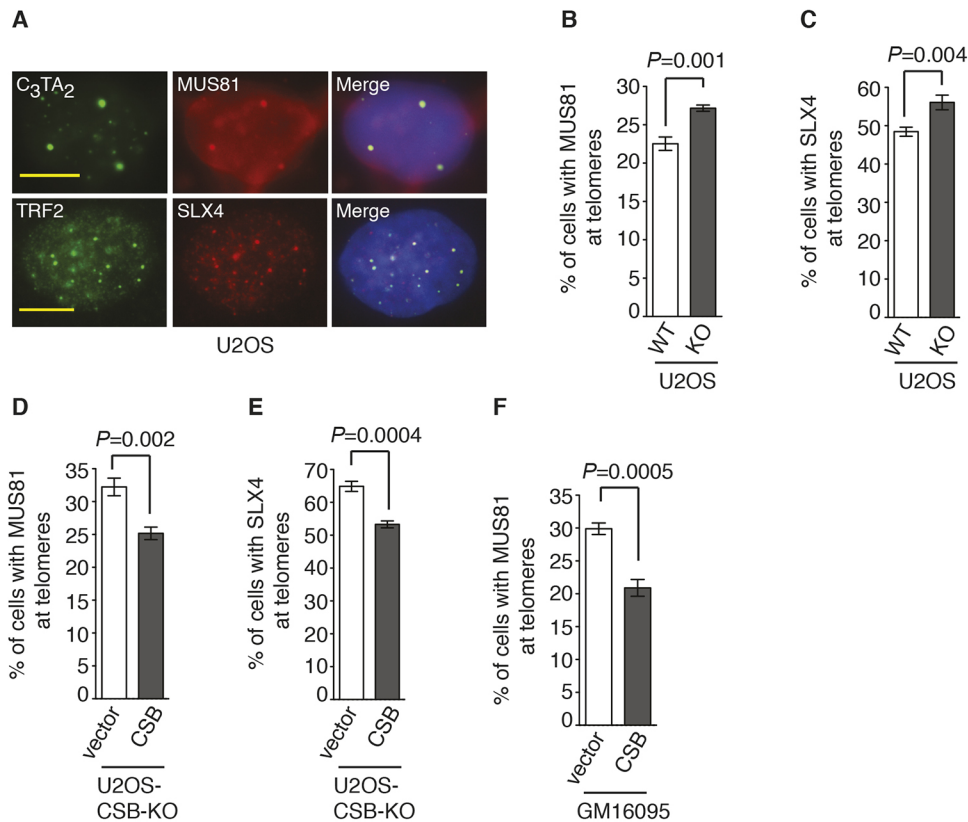 A
C3TA2
MUS81
Merge
TRF2
SLX4
Merge
U2OS
B
P=0.001
% of cells with MUS81
at telomeres
30
25
20
15
10
5
0
WT
KO
U2OS
C
P=0.004
% of cells with SLX4
at telomeres
60
50
40
30
20
10
0
WT
KO
U2OS
D
P=0.002
% of cells with MUS81
at telomeres
35
30
25
20
15
10
5
0
vector
CSB
U2OS-
CSB-KO
E
P=0.0004
% of cells with SLX4
at telomeres
70
60
50
40
30
20
10
0
vector
CSB
U2OS-
CSB-KO
F
P=0.0005
% of cells with MUS81
at telomeres
35
30
25
20
15
10
5
0
vector
CSB
GM16095